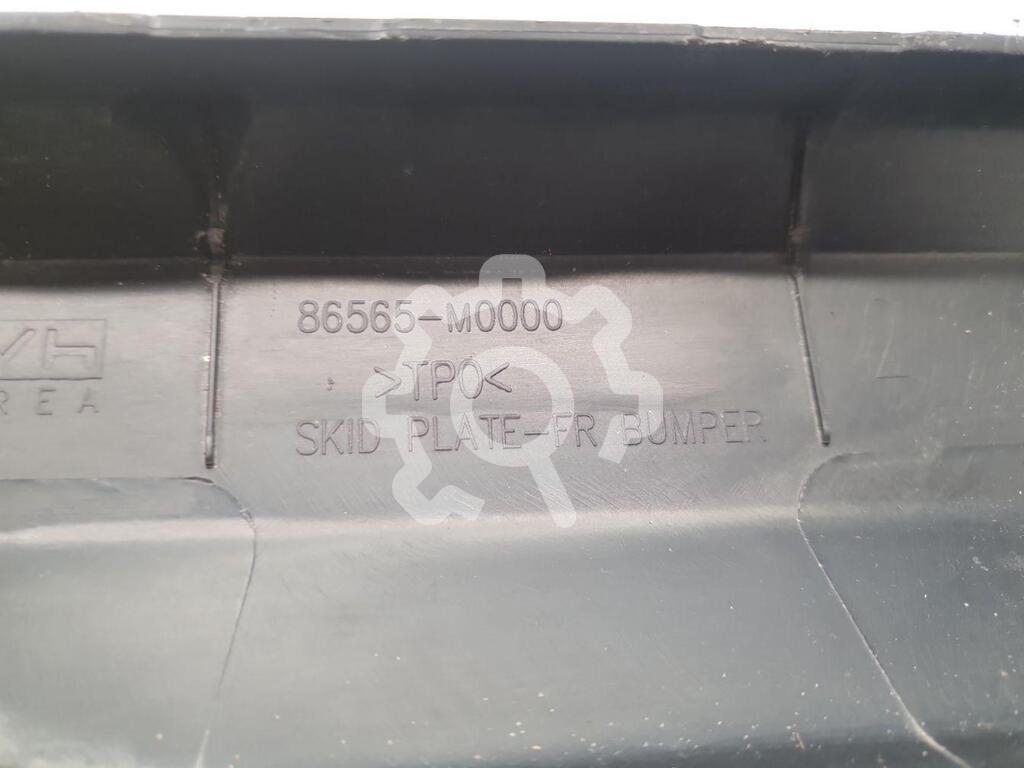 86565-M0000
>TPO<
SKID PLATE-FR BUMPER